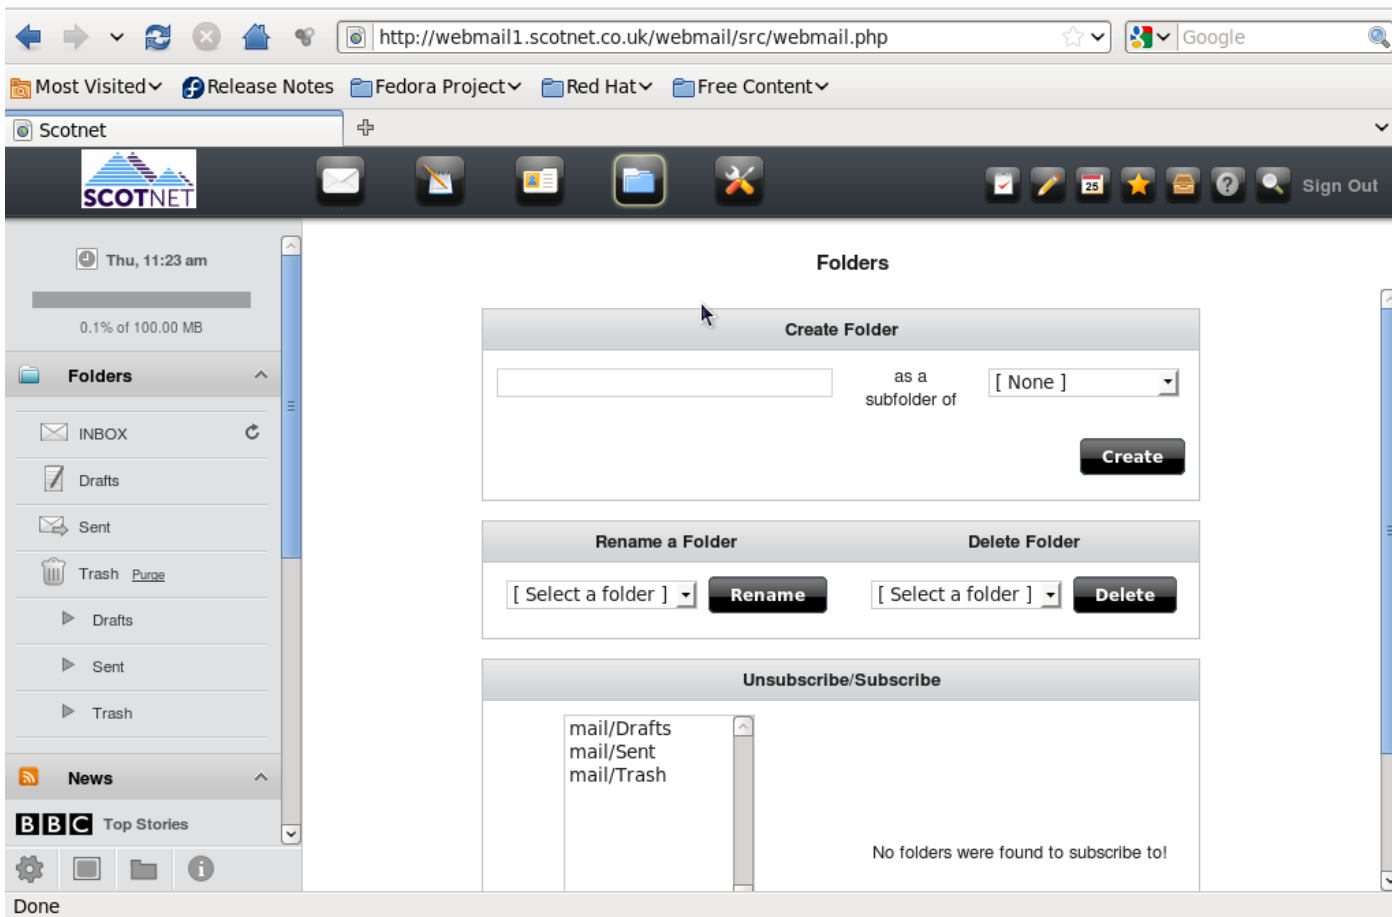 http://webmail1.scotnet.co.uk/webmail/src/webmail.php
Google
Most Visited Release Notes Fedora Project Red Hat Free Content
Scotnet
SCOTNET
25
Sign Out
Thu, 11:23 am
0.1% of 100.00 MB
Folders
INBOX
Drafts
Sent
Trash Purge
Drafts
Sent
Trash
News
BBC Top Stories
Folders
Create Folder
as a
subfolder of
[ None ]
Create
Rename a Folder
Delete Folder
[ Select a folder ]
Rename
[ Select a folder ]
Delete
Unsubscribe/Subscribe
mail/Drafts
mail/Sent
mail/Trash
No folders were found to subscribe to!
Done